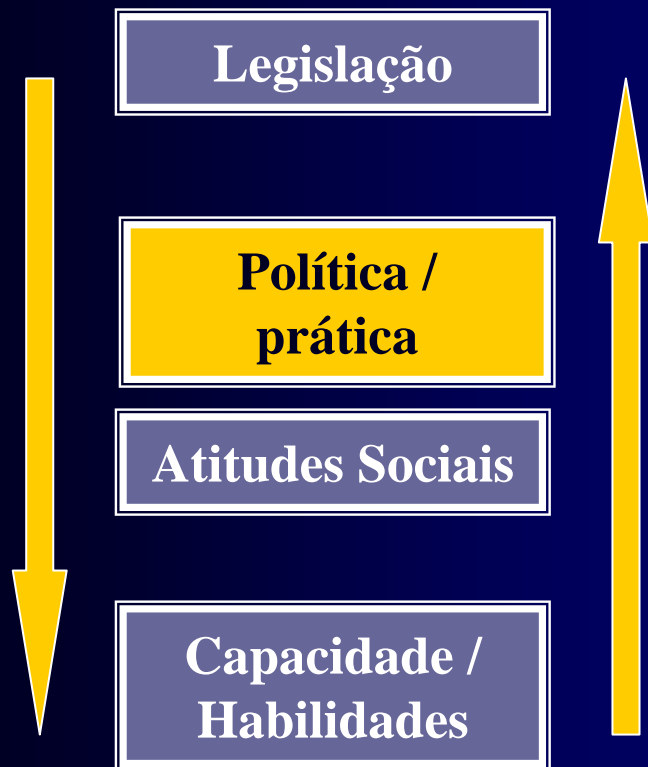 Legislação
Política /
prática
Atitudes Sociais
Capacidade /
Habilidades